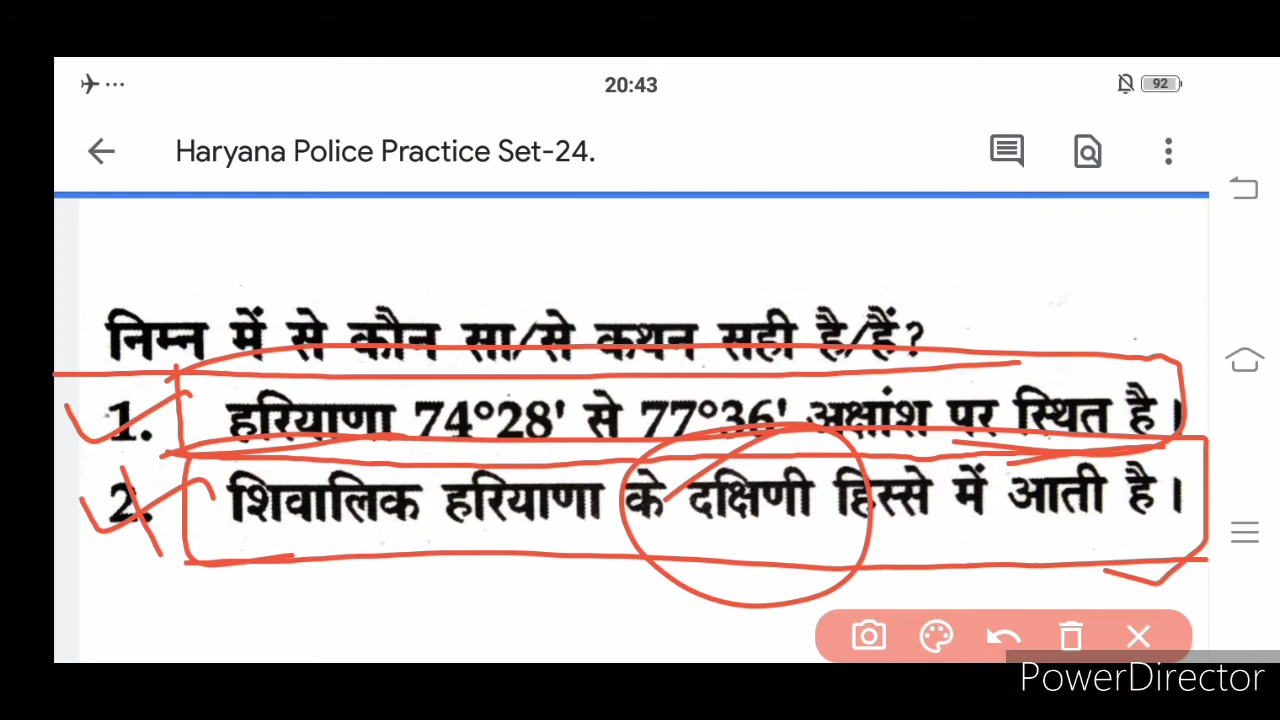 20:43
92
Haryana Police Practice Set-24.
निम्न में से कौन सा/से कथन सही है/हैं?
1. हरियाणा 74°28' से 77°36' अक्षांश पर स्थित है।
2. शिवालिक हरियाणा के दक्षिणी हिस्से में आती है।
PowerDirector